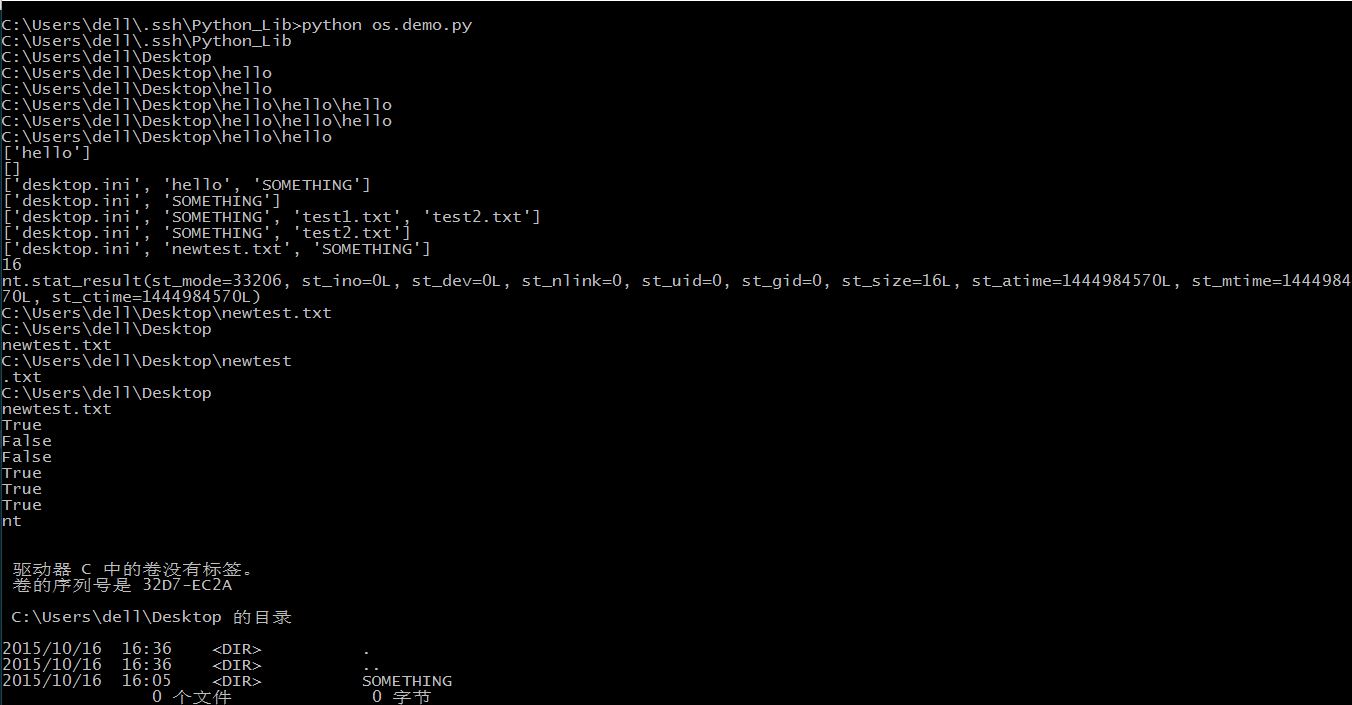 C:\Users\dell\.ssh\Python_Lib>python os.demo.py
C:\Users\dell\.ssh\Python_Lib
C:\Users\dell\Desktop
C:\Users\dell\Desktop\hello
C:\Users\dell\Desktop\hello
C:\Users\dell\Desktop\hello\hello\hello
C:\Users\dell\Desktop\hello\hello\hello
C:\Users\dell\Desktop\hello\hello
['hello']
[]
['desktop.ini', 'hello', 'SOMETHING']
['desktop.ini', 'SOMETHING']
['desktop.ini', 'SOMETHING', 'test1.txt', 'test2.txt']
['desktop.ini', 'SOMETHING', 'test2.txt']
['desktop.ini', 'newtest.txt', 'SOMETHING']
16
nt.stat_result(st_mode=33206, st_ino=0L, st_dev=0L, st_nlink=0, st_uid=0, st_gid=0, st_size=16L, st_atime=1444984570L, st_mtime=1444984
70L, st_ctime=1444984570L)
C:\Users\dell\Desktop\newtest.txt
C:\Users\dell\Desktop
newtest.txt
C:\Users\dell\Desktop\newtest
.txt
C:\Users\dell\Desktop
newtest.txt
True
False
False
True
True
True
nt
驱动器 C 中的卷没有标签。
卷的序列号是 32D7-EC2A
C:\Users\dell\Desktop 的目录
2015/10/16  16:36    <DIR>          .
2015/10/16  16:36    <DIR>          ..
2015/10/16  16:05    <DIR>          SOMETHING
0 个文件              0 字节